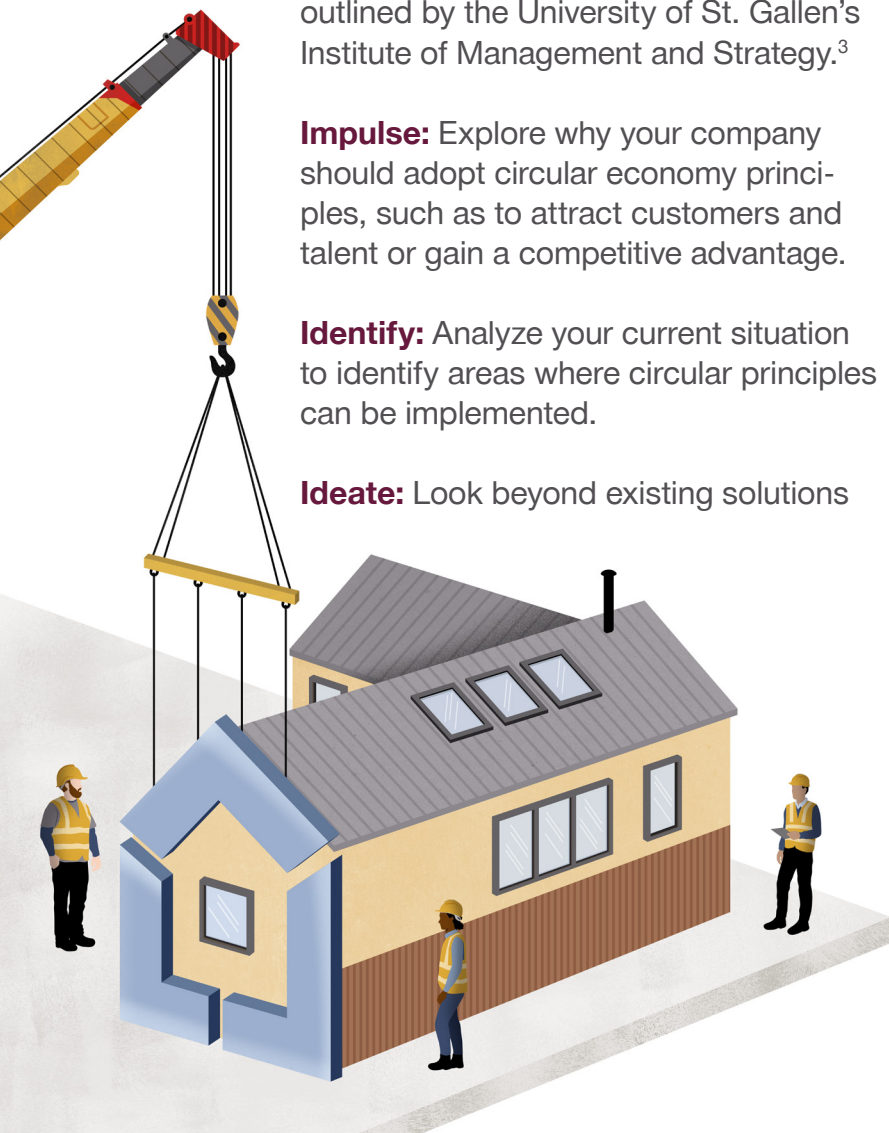 outlined by the University of St. Gallen’s
Institute of Management and Strategy.³
Impulse: Explore why your company
should adopt circular economy princi-
ples, such as to attract customers and
talent or gain a competitive advantage.
Identify: Analyze your current situation
to identify areas where circular principles
can be implemented.
Ideate: Look beyond existing solutions